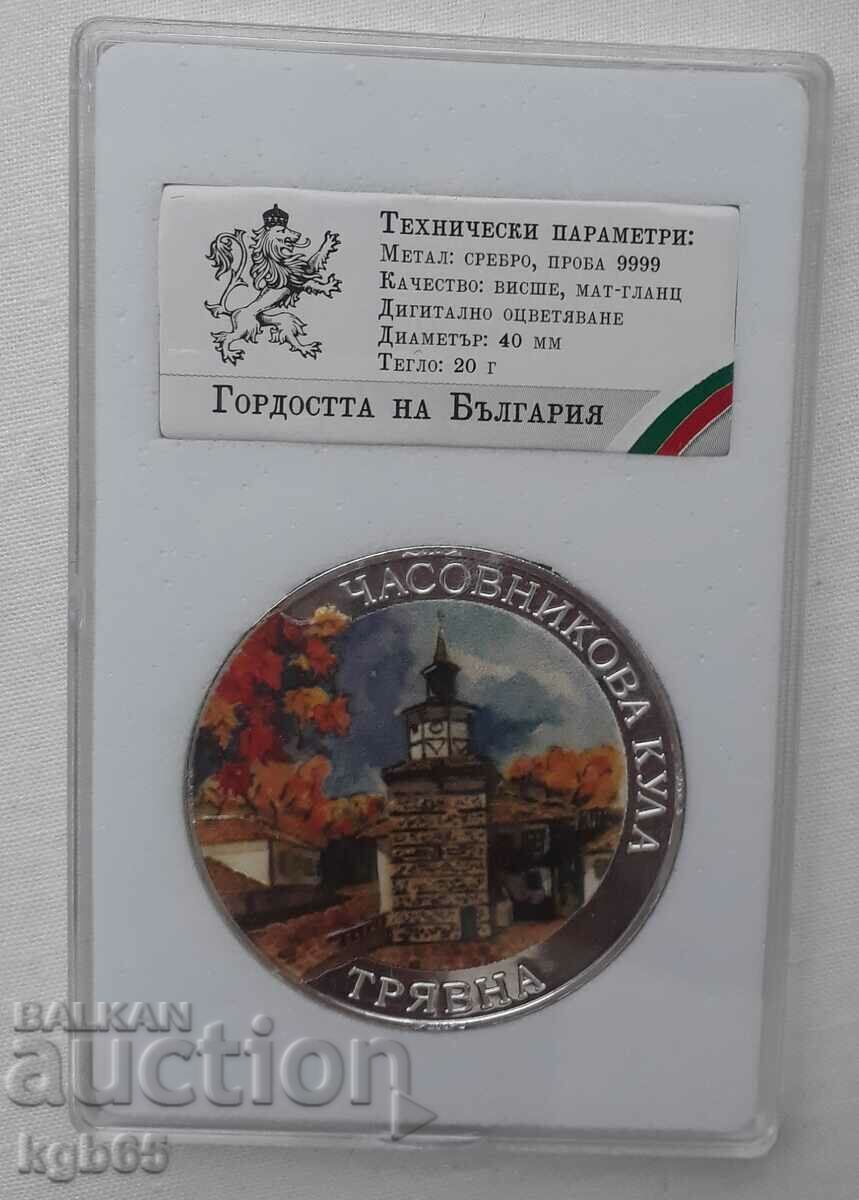 Технически параметри:
Метал: сребро, проба 9999
Качество: висше, мат-гланц
Дигитално оцветяване
Диаметър: 40 мм
Тегло: 20 г
Гордостта на България
ЧАСОВНИКОВА КУЛА
ТРЯВНА
BALKAN
auction
kgb65